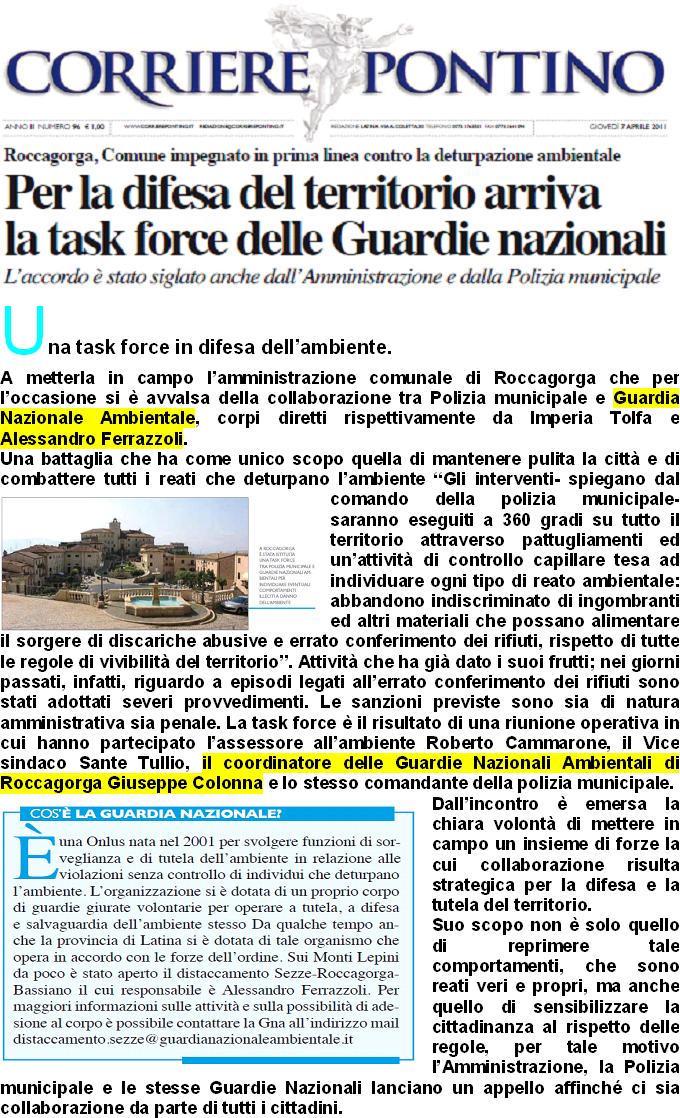 CORRIERE PONTINO
ANNO II NUMERO 96 € 1,00 WWW.CORRIEREPONTINO.IT REDAZIONE@CORRIEREPONTINO.IT REDAZIONE LATINA, VIA A. COLETTA, TELEFONO FAX GIOVEDÌ 7 APRILE 2011
Roccagorga, Comune impegnato in prima linea contro la deturpazione ambientale
Per la difesa del territorio arriva
la task force delle Guardie nazionali
L'accordo è stato siglato anche dall'Amministrazione e dalla Polizia municipale
Una task force in difesa dell'ambiente.
A metterla in campo l'amministrazione comunale di Roccagorga che per
l'occasione si è avvalsa della collaborazione tra Polizia municipale e Guardia
Nazionale Ambientale, corpi diretti rispettivamente da Imperia Tolfa e
Alessandro Ferrazzoli.
Una battaglia che ha come unico scopo quella di mantenere pulita la città e di
combattere tutti i reati che deturpano l'ambiente “Gli interventi- spiegano dal
comando della polizia municipale-
saranno eseguiti a 360 gradi su tutto il
territorio attraverso pattugliamenti ed
un'attività di controllo capillare tesa ad
individuare ogni tipo di reato ambientale:
abbandono indiscriminato di ingombranti
ed altri materiali che possano alimentare
A ROCCAGORGA
È STATA ISTITUITA
UNA TASK FORCE
TRA POLIZIA MUNICIPALE E
GUARDIE NAZIONALI AM-
BIENTALI PER
INDIVIDUARE EVENTUALI
COMPORTAMENTI
ILLECITI A DANNO
DELL'AMBIENTE
il sorgere di discariche abusive e errato conferimento dei rifiuti, rispetto di tutte
le regole di vivibilità del territorio”. Attività che ha già dato i suoi frutti; nei giorni
passati, infatti, riguardo a episodi legati all'errato conferimento dei rifiuti sono
stati adottati severi provvedimenti. Le sanzioni previste sono sia di natura
amministrativa sia penale. La task force è il risultato di una riunione operativa in
cui hanno partecipato l'assessore all'ambiente Roberto Cammarone, il Vice
sindaco Sante Tullio, il coordinatore delle Guardie Nazionali Ambientali di
Roccagorga Giuseppe Colonna e lo stesso comandante della polizia municipale.
COS'È LA GUARDIA NAZIONALE?
È una Onlus nata nel 2001 per svolgere funzioni di sor-
veglianza e di tutela dell'ambiente in relazione alle
violazioni senza controllo di individui che deturpano
l'ambiente. L'organizzazione si è dotata di un proprio corpo
di guardie giurate volontarie per operare a tutela, a difesa
e salvaguardia dell'ambiente stesso Da qualche tempo an-
che la provincia di Latina si è dotata di tale organismo che
opera in accordo con le forze dell'ordine. Sui Monti Lepini
da poco è stato aperto il distaccamento Sezze-Roccagorga-
Bassiano il cui responsabile è Alessandro Ferrazzoli. Per
maggiori informazioni sulle attività e sulla possibilità di ade-
sione al corpo è possibile contattare la Gna all'indirizzo mail
distaccamento.sezze@guardianazionaleambientale.it
Dall'incontro è emersa la
chiara volontà di mettere in
campo un insieme di forze la
cui collaborazione risulta
strategica per la difesa e la
tutela del territorio.
Suo scopo non è solo quello
di reprimere tale
comportamenti, che sono
reati veri e propri, ma anche
quello di sensibilizzare la
cittadinanza al rispetto delle
regole, per tale motivo
l'Amministrazione, la Polizia
municipale e le stesse Guardie Nazionali lanciano un appello affinché ci sia
collaborazione da parte di tutti i cittadini.